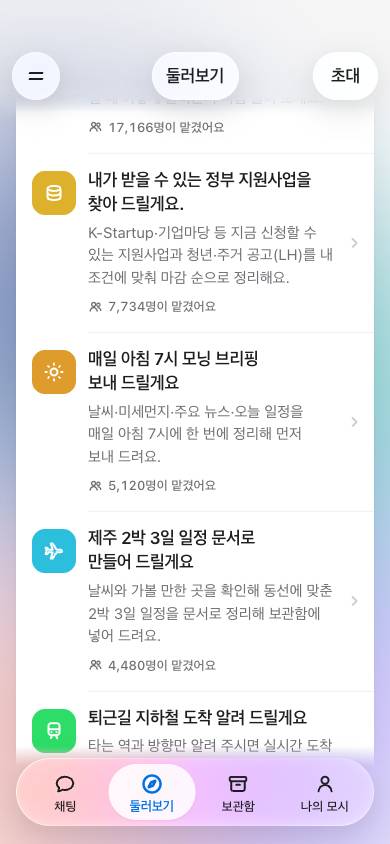 둘러보기
초대
17,166명이 맡겼어요
내가 받을 수 있는 정부 지원사업을
찾아 드릴게요.
K-Startup·기업마당 등 지금 신청할 수
있는 지원사업과 청년·주거 공고(LH)를 내
조건에 맞춰 마감 순으로 정리해요.
7,734명이 맡겼어요
매일 아침 7시 모닝 브리핑
보내 드릴게요
날씨·미세먼지·주요 뉴스·오늘 일정을
매일 아침 7시에 한 번에 정리해 먼저
보내 드려요.
5,120명이 맡겼어요
제주 2박 3일 일정 문서로
만들어 드릴게요
날씨와 가볼 만한 곳을 확인해 동선에 맞춘
2박 3일 일정을 문서로 정리해 보관함에
넣어 드려요.
4,480명이 맡겼어요
퇴근길 지하철 도착 알려 드릴게요
타는 역과 방향만 알려 주시면 실시간 도착
채팅
둘러보기
보관함
나의 모시